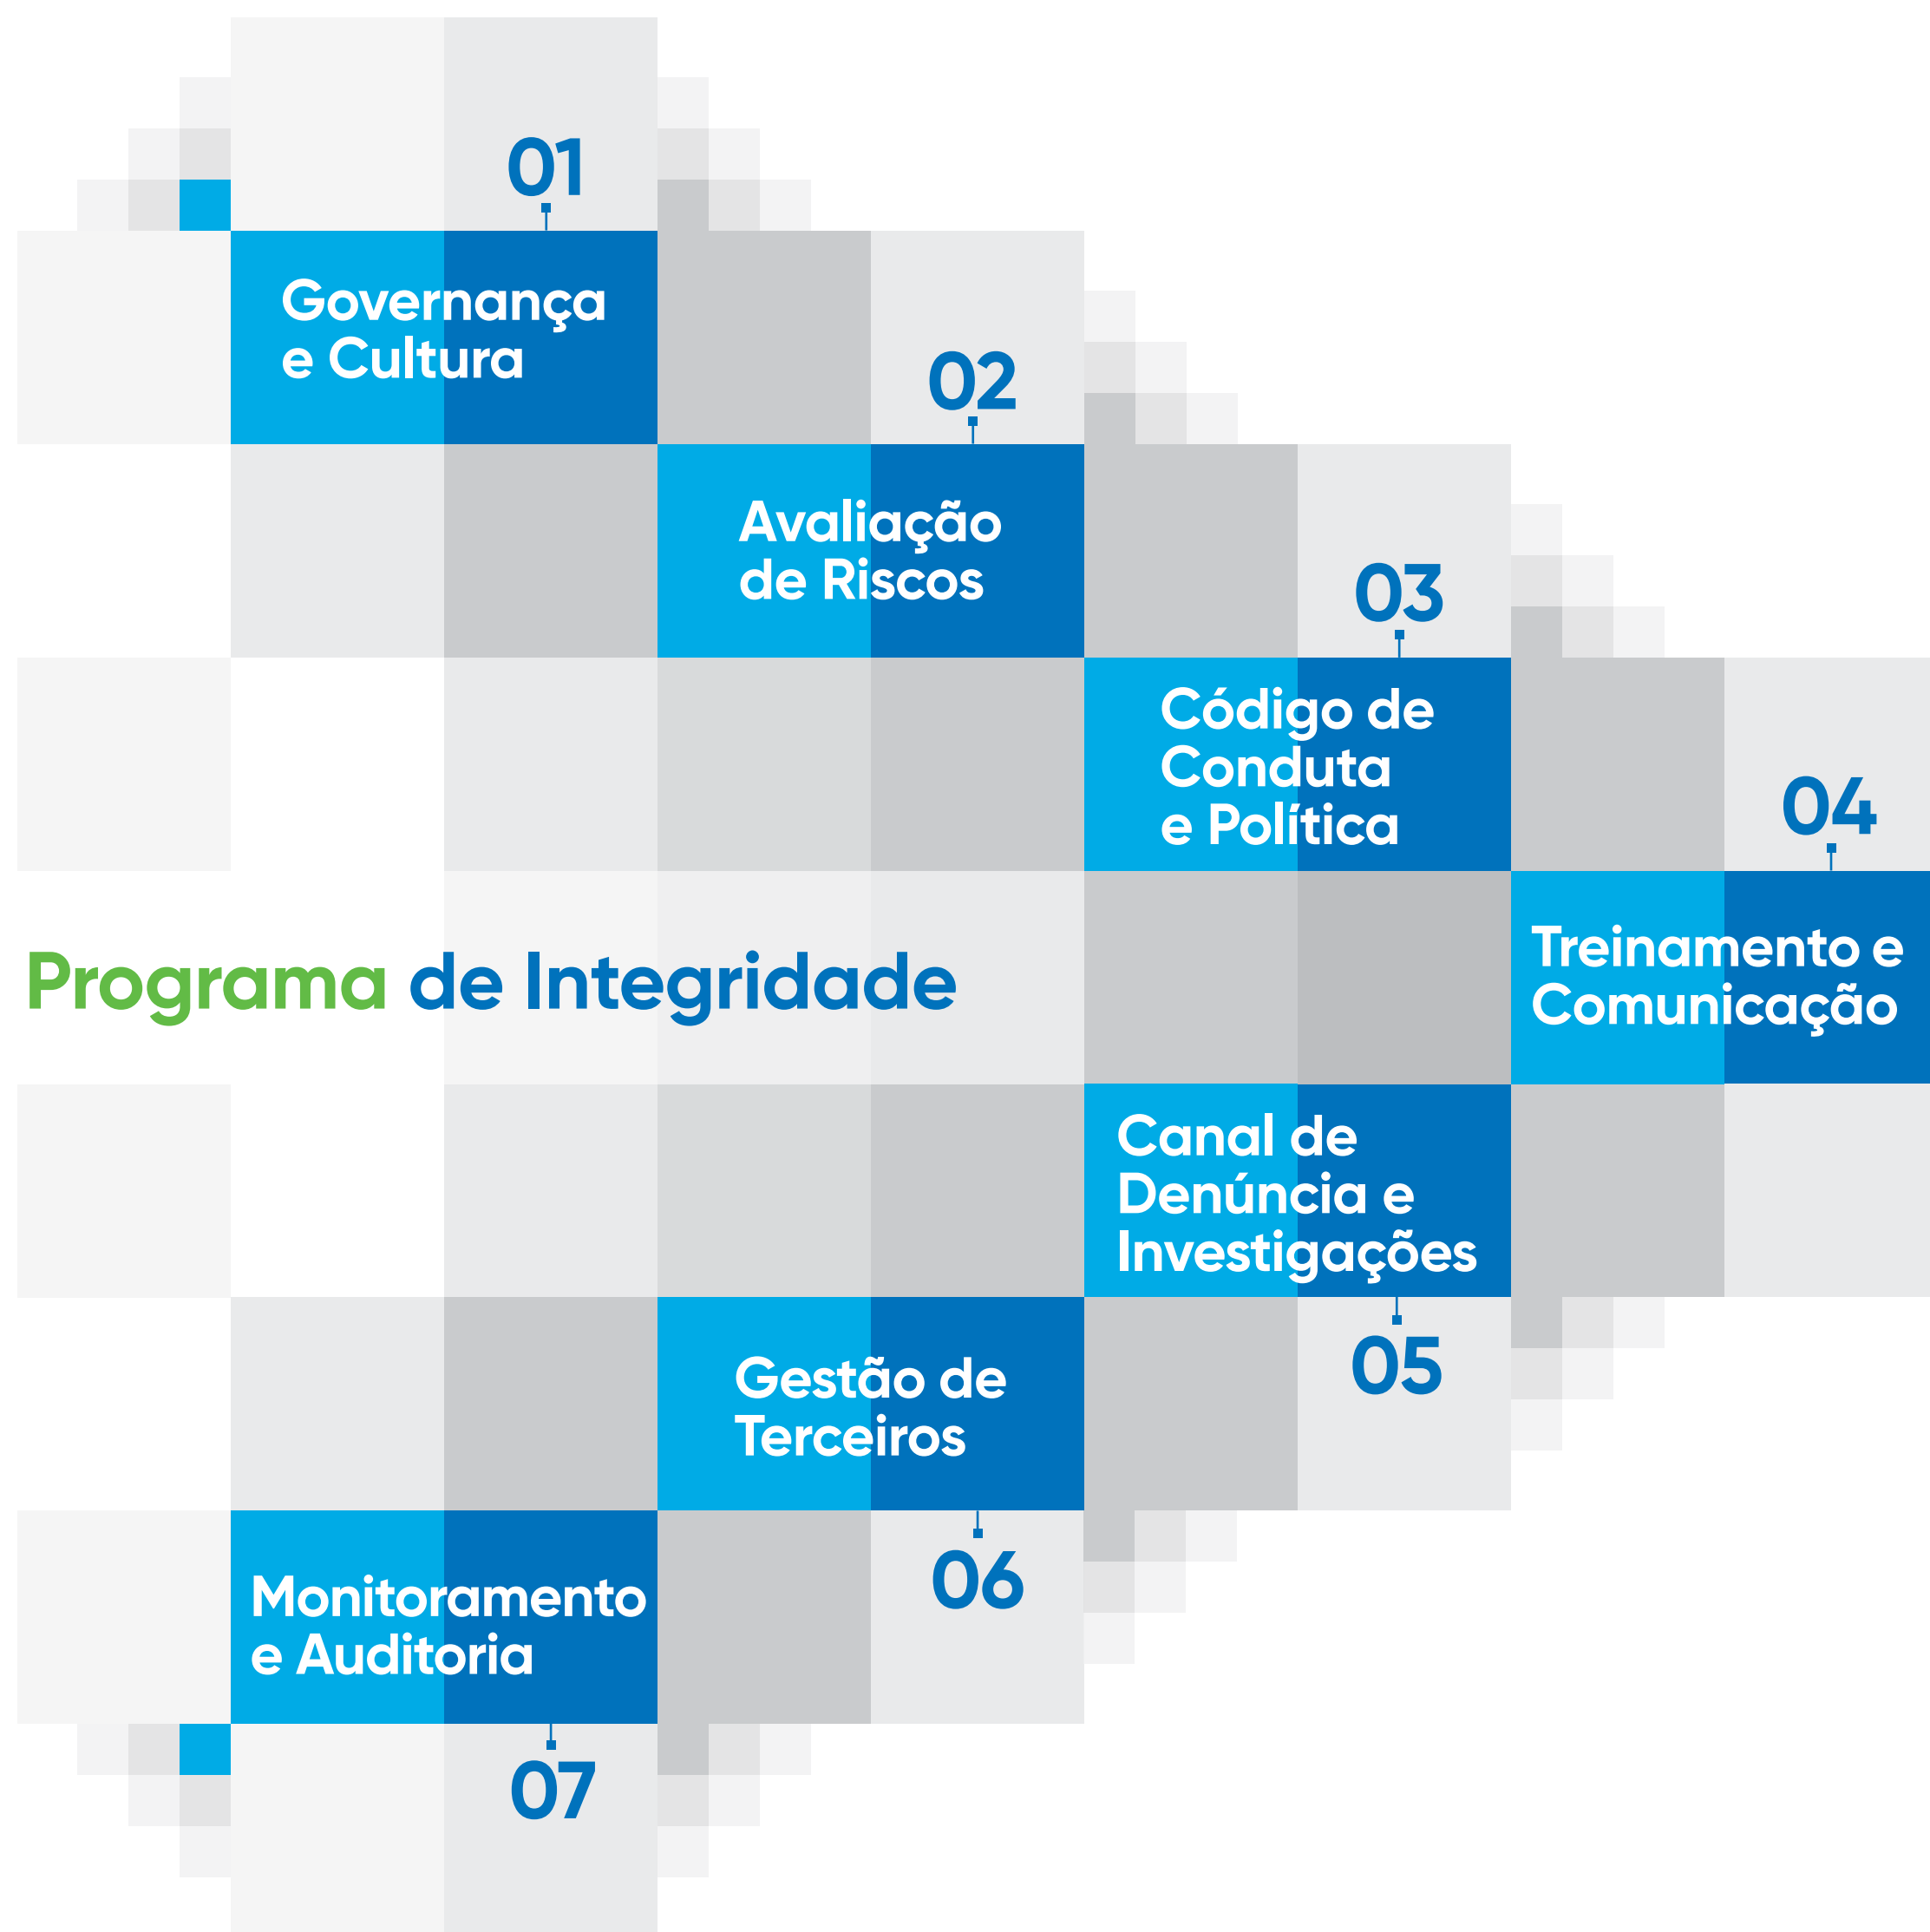 01
Governança
e Cultura
02
Avaliação
de Riscos
03
Código de
Conduta
e Política
04
Treinamento e
Comunicação
Programa de Integridade
Canal de
Denúncia e
Investigações
05
Gestão de
Terceiros
06
Monitoramento
e Auditoria
07